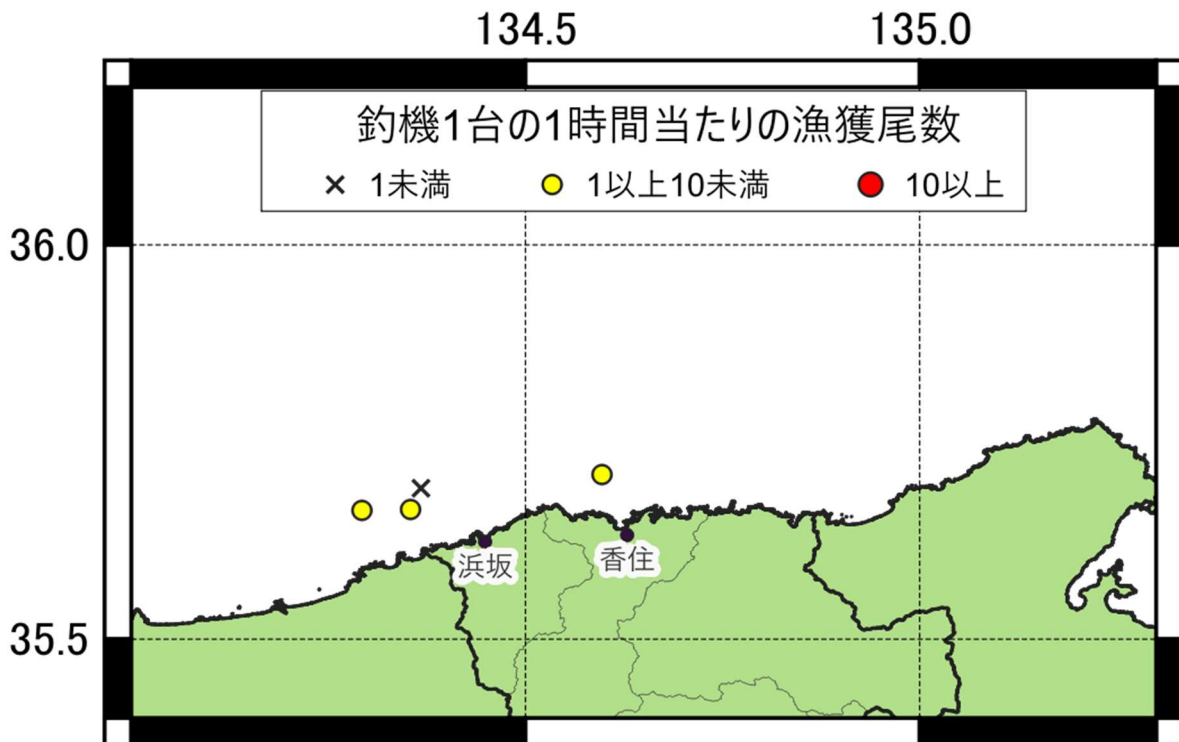 134.5 135.0
釣機1台の1時間当たりの漁獲尾数
1未満 1以上10未満 10以上
36.0
浜坂 香住
35.5